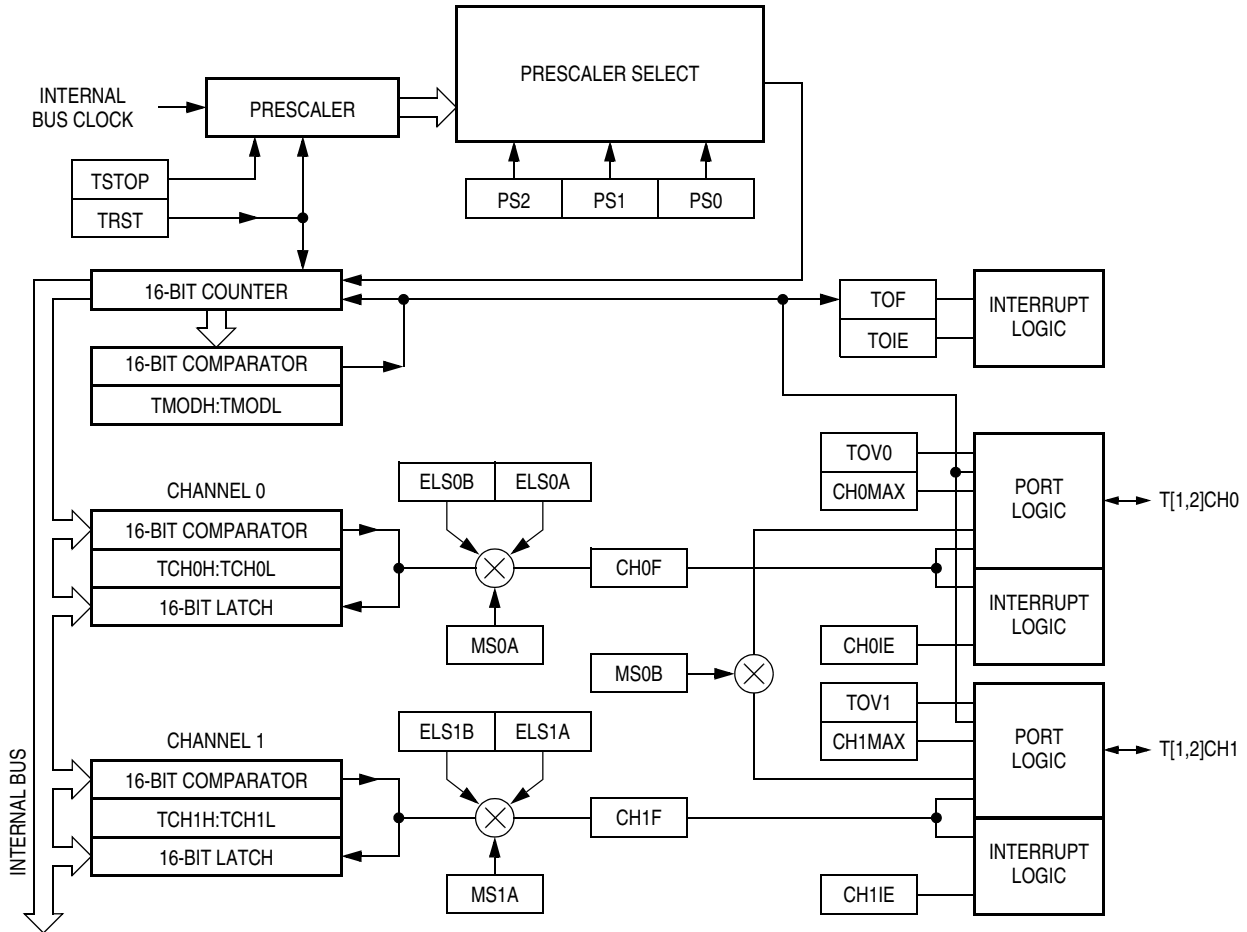 PRESCALER SELECT
INTERNAL
BUS CLOCK
PRESCALER
TSTOP
TRST
PS2 PS1 PS0
16-BIT COUNTER
16-BIT COMPARATOR
TMODH:TMODL
TOF
TOIE
INTERRUPT
LOGIC
CHANNEL 0
16-BIT COMPARATOR
TCH0H:TCH0L
16-BIT LATCH
ELS0B ELS0A
MS0A
CH0F
TOV0
CH0MAX
PORT
LOGIC
T[1,2]CH0
INTERRUPT
LOGIC
CH0IE
MS0B
CHANNEL 1
16-BIT COMPARATOR
TCH1H:TCH1L
16-BIT LATCH
ELS1B ELS1A
MS1A
CH1F
TOV1
CH1MAX
PORT
LOGIC
T[1,2]CH1
INTERRUPT
LOGIC
CH1IE
INTERNAL BUS